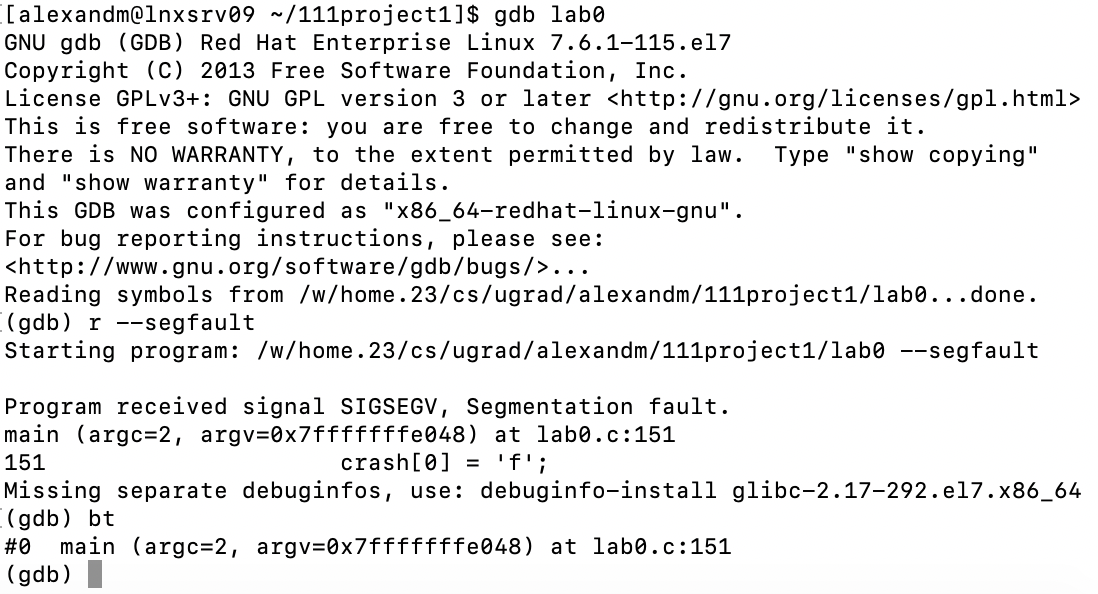 [alexandm@lnxsrv09 ~/111project1]$ gdb lab0
GNU gdb (GDB) Red Hat Enterprise Linux 7.6.1-115.el7
Copyright (C) 2013 Free Software Foundation, Inc.
License GPLv3+: GNU GPL version 3 or later <http://gnu.org/licenses/gpl.html>
This is free software: you are free to change and redistribute it.
There is NO WARRANTY, to the extent permitted by law.  Type "show copying"
and "show warranty" for details.
This GDB was configured as "x86_64-redhat-linux-gnu".
For bug reporting instructions, please see:
<http://www.gnu.org/software/gdb/bugs/>...
Reading symbols from /w/home.23/cs/ugrad/alexandm/111project1/lab0...done.
(gdb) r --segfault
Starting program: /w/home.23/cs/ugrad/alexandm/111project1/lab0 --segfault

Program received signal SIGSEGV, Segmentation fault.
main (argc=2, argv=0x7fffffffe048) at lab0.c:151
151                     crash[0] = 'f';
Missing separate debuginfos, use: debuginfo-install glibc-2.17-292.el7.x86_64
(gdb) bt
#0  main (argc=2, argv=0x7fffffffe048) at lab0.c:151
(gdb)